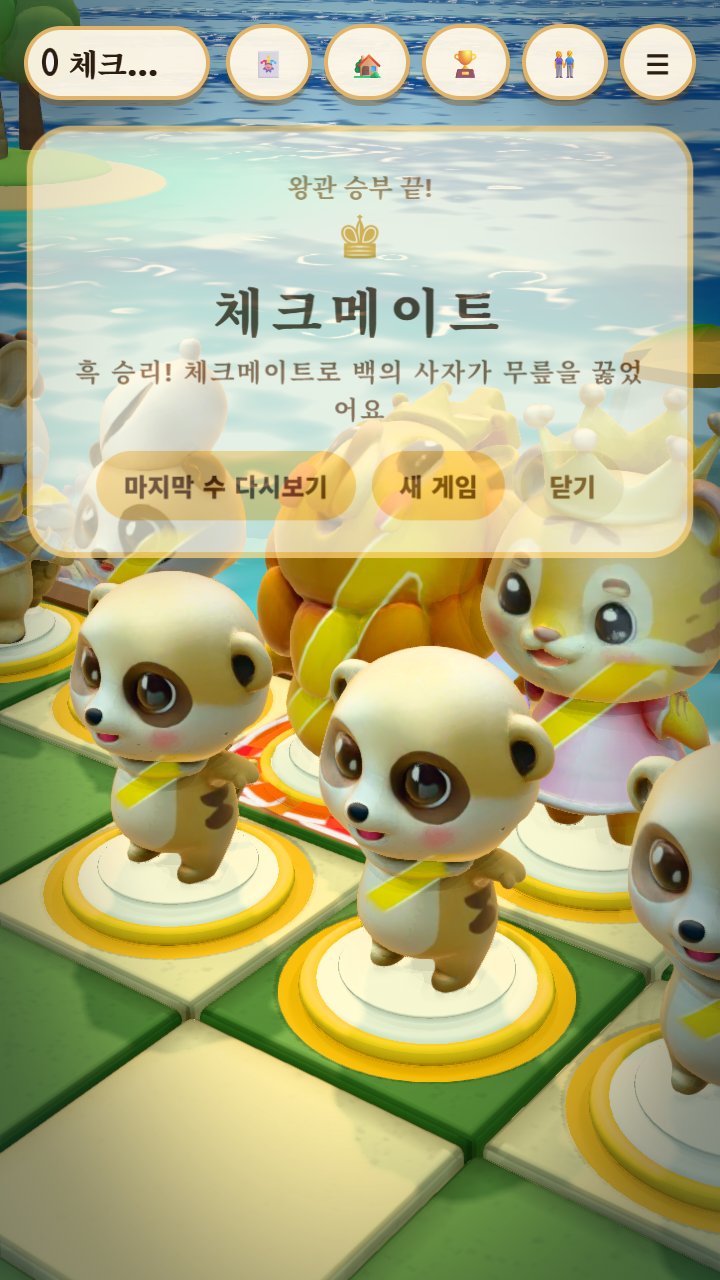 0 체크...
왕관 승부 끝!
체크메이트
흑 승리! 체크메이트로 백의 사자가 무릎을 꿇었
어요
마지막 수 다시보기 새 게임 닫기